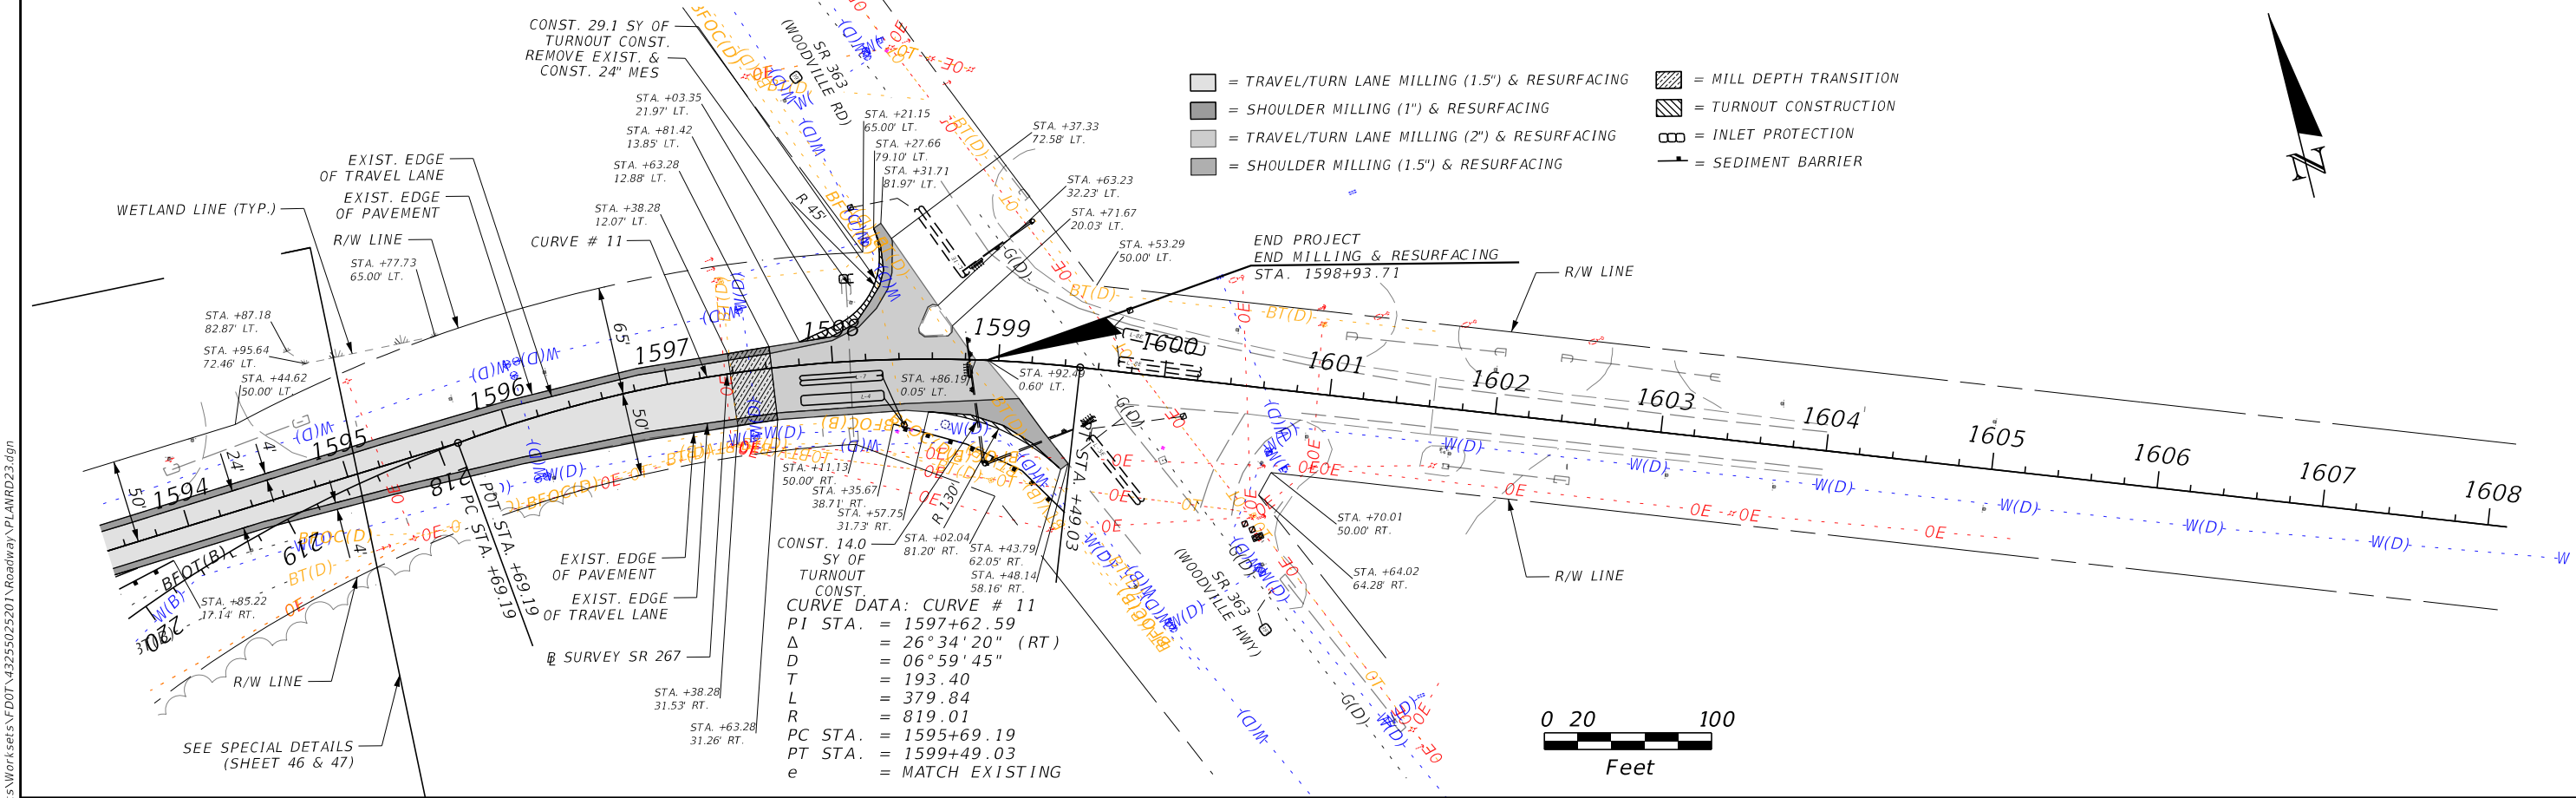 CONST. 29.1 SY OF
TURNOUT CONST.
REMOVE EXIST. &
CONST. 24" MES
STA. +03.35
21.97' LT.
STA. +81.42
13.85' LT.
STA. +63.28
12.88' LT.
STA. +38.28
12.07' LT.
CURVE # 11
EXIST. EDGE
OF TRAVEL LANE
EXIST. EDGE
OF PAVEMENT
WETLAND LINE (TYP.)
R/W LINE
STA. +77.73
65.00' LT.
STA. +87.18
82.87' LT.
STA. +95.64
72.46' LT.
STA. +44.62
50.00' LT.
SR 363
(WOODVILLE RD)
STA. +21.15
65.00' LT.
STA. +27.66
79.10' LT.
STA. +31.71
81.97' LT.
R 45'
STA. +37.33
72.58' LT.
STA. +63.23
32.23' LT.
STA. +71.67
20.03' LT.
STA. +53.29
50.00' LT.
= TRAVEL/TURN LANE MILLING (1.5") & RESURFACING
= SHOULDER MILLING (1") & RESURFACING
= TRAVEL/TURN LANE MILLING (2") & RESURFACING
= SHOULDER MILLING (1.5") & RESURFACING
= MILL DEPTH TRANSITION
= TURNOUT CONSTRUCTION
= INLET PROTECTION
= SEDIMENT BARRIER
N
END PROJECT
END MILLING & RESURFACING
STA. 1598+93.71
R/W LINE
65'
50'
50'
24'
4'
4'
1594
1595
1596
1597
1598
1599
1600
1601
1602
1603
1604
1605
1606
1607
1608
218
219
220
STA. +86.19
0.05' LT.
STA. +92.49
0.60' LT.
STA. +49.03
POT STA. +69.19
PC STA. +69.19
BFOT(B)
W(B)
BT(D)
BFOC(D)
W(D)
G(D)
OE
STA. +85.22
17.14' RT.
STA. +11.13
50.00' RT.
STA. +35.67
38.71' RT.
STA. +57.75
31.73' RT.
R 130'
STA. +02.04
81.20' RT.
STA. +43.79
62.05' RT.
STA. +48.14
58.16' RT.
CONST. 14.0
SY OF
TURNOUT
CONST.
EXIST. EDGE
OF PAVEMENT
EXIST. EDGE
OF TRAVEL LANE
SURVEY SR 267
STA. +38.28
31.53' RT.
STA. +63.28
31.26' RT.
R/W LINE
SEE SPECIAL DETAILS
(SHEET 46 & 47)
CURVE DATA: CURVE # 11
PI STA. = 1597+62.59
Δ = 26°34'20" (RT)
D = 06°59'45"
T = 193.40
L = 379.84
R = 819.01
PC STA. = 1595+69.19
PT STA. = 1599+49.03
e = MATCH EXISTING
SR 363
(WOODVILLE HWY)
STA. +70.01
50.00' RT.
STA. +64.02
64.28' RT.
R/W LINE
0 20 100
Feet
s\Worksets\FDOT\43255025201\Roadway\PLANRD23.dgn